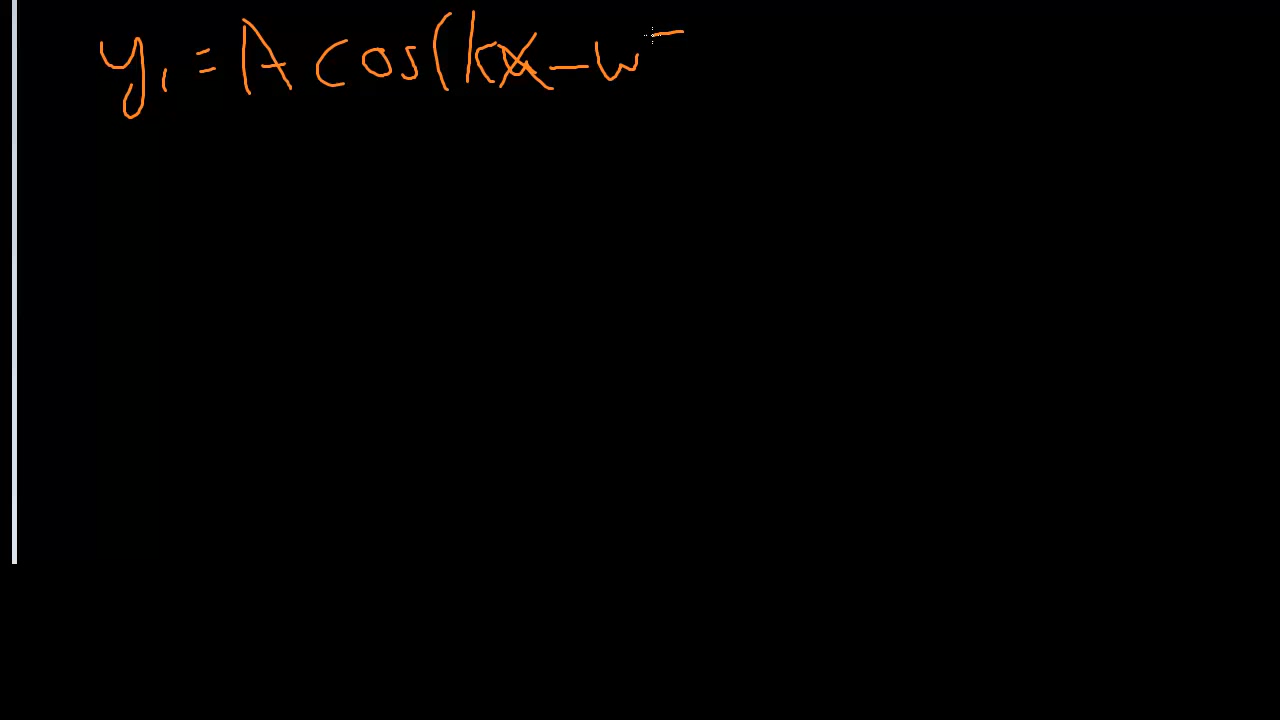 y₁ = A cos(kx - w